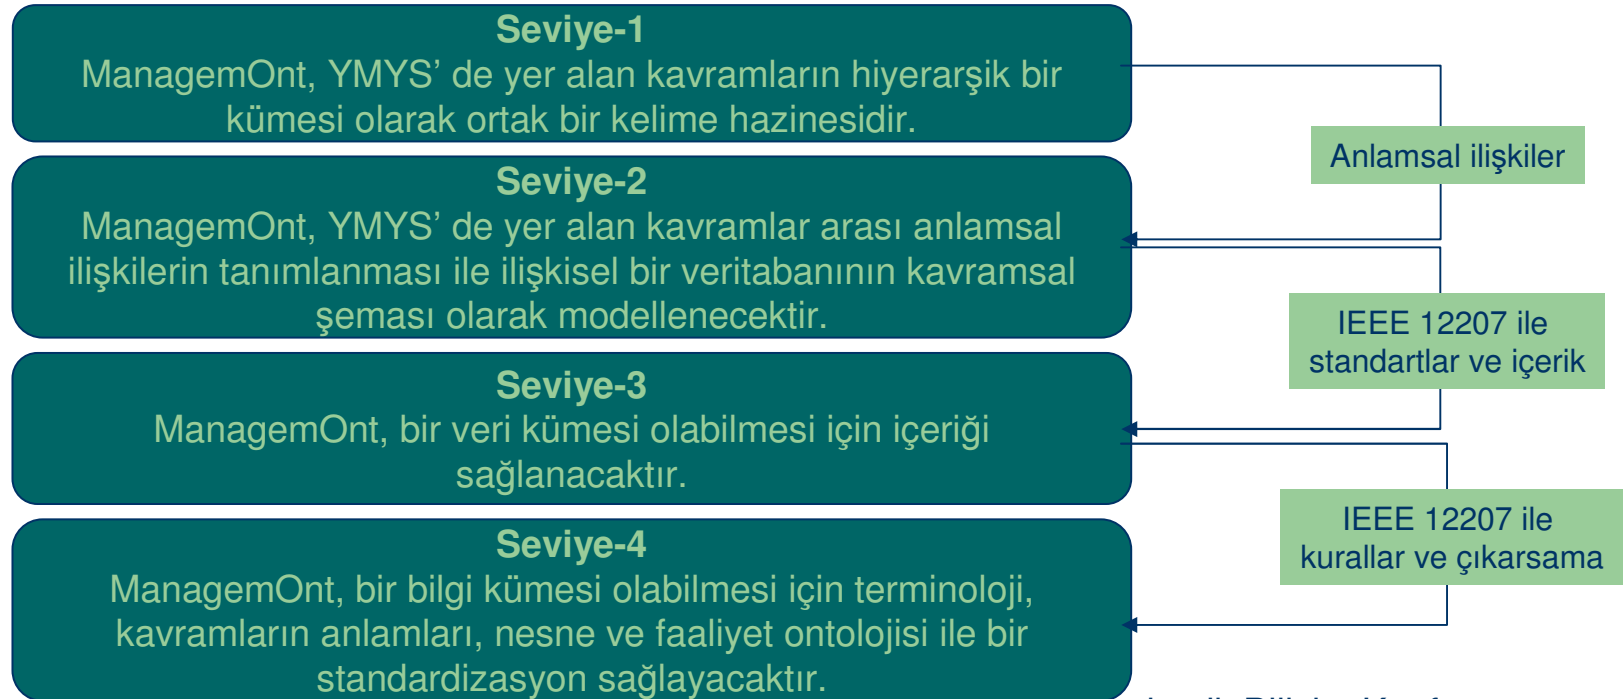 Seviye-1
ManagemOnt, YMYS’ de yer alan kavramların hiyerarşik bir
kümesi olarak ortak bir kelime hazinesidir.
Anlamsal ilişkiler
Seviye-2
ManagemOnt, YMYS’ de yer alan kavramlar arası anlamsal
ilişkilerin tanımlanması ile ilişkisel bir veritabanının kavramsal
şeması olarak modellenecektir.
IEEE 12207 ile
standartlar ve içerik
Seviye-3
ManagemOnt, bir veri kümesi olabilmesi için içeriği
sağlanacaktır.
IEEE 12207 ile
kurallar ve çıkarsama
Seviye-4
ManagemOnt, bir bilgi kümesi olabilmesi için terminoloji,
kavramların anlamları, nesne ve faaliyet ontolojisi ile bir
standardizasyon sağlayacaktır.